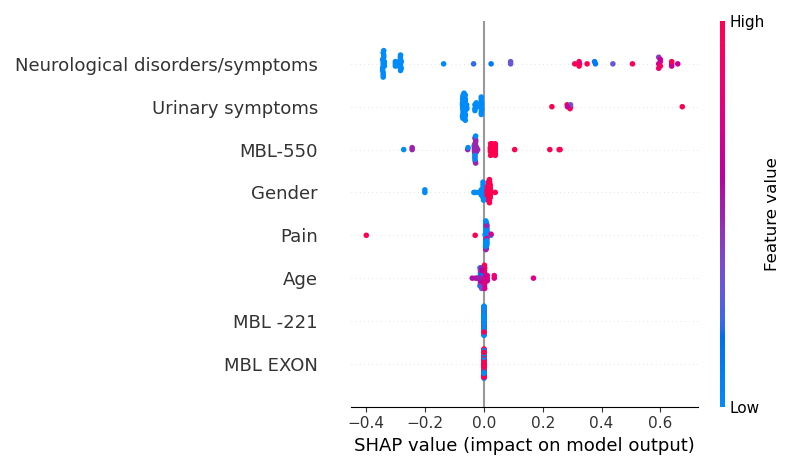 High
Neurological disorders/symptoms
Urinary symptoms
MBL-550
Gender
Pain
Age
MBL -221
MBL EXON
Feature value
Low
−0.4 −0.2 0.0 0.2 0.4 0.6
SHAP value (impact on model output)